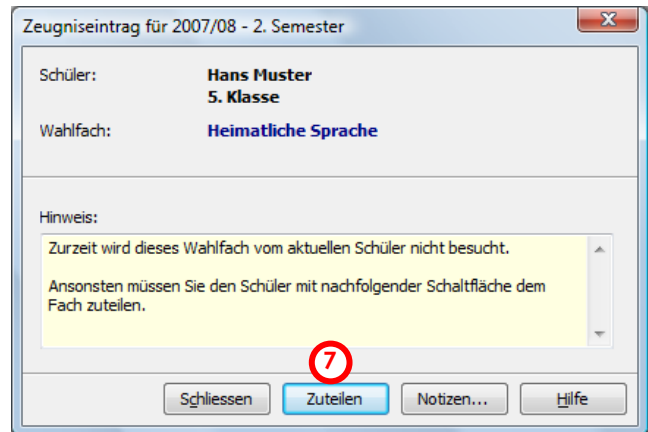 Zeugniseintrag für 2007/08 - 2. Semester
Schüler: Hans Muster
5. Klasse
Wahlfach: Heimatliche Sprache
Hinweis:
Zurzeit wird dieses Wahlfach vom aktuellen Schüler nicht besucht.
Ansonsten müssen Sie den Schüler mit nachfolgender Schaltfläche dem
Fach zuteilen.
7
Schliessen Zuteilen Notizen... Hilfe